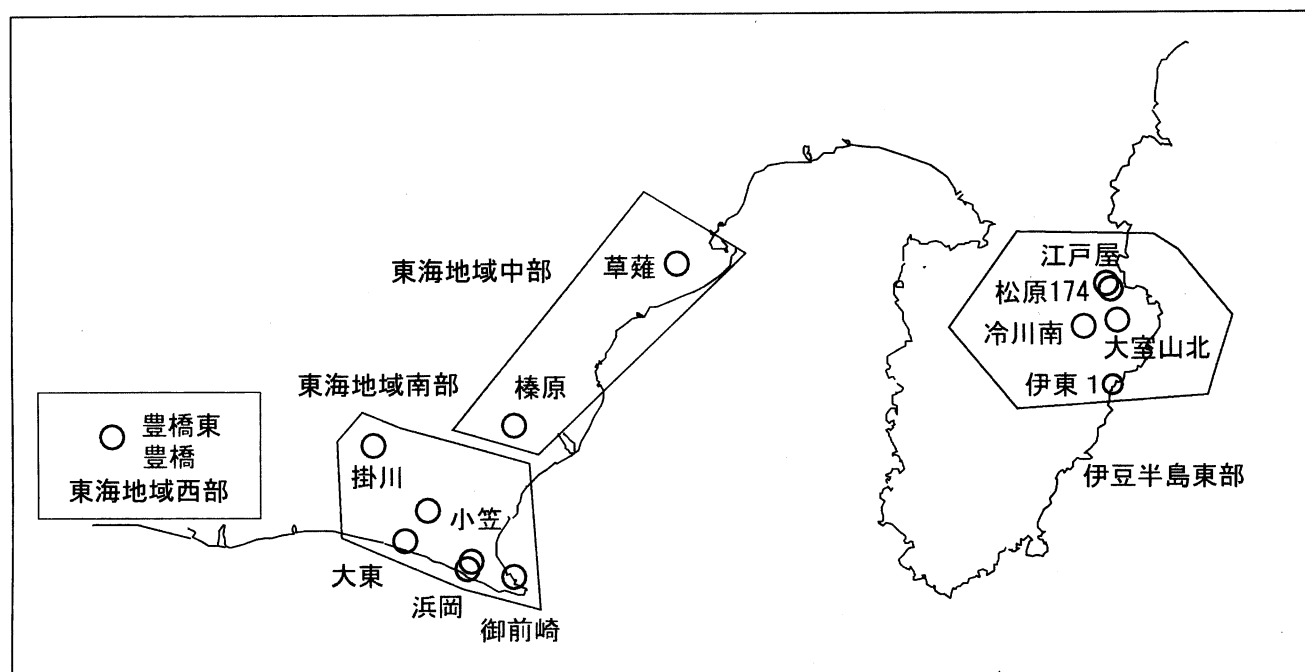 東海地域中部
草薙
東海地域南部
榛原
豊橋東
豊橋
東海地域西部
掛川
小笠
大東
浜岡
御前崎
江戸屋
松原174
冷川南
大室山北
伊東1
伊豆半島東部